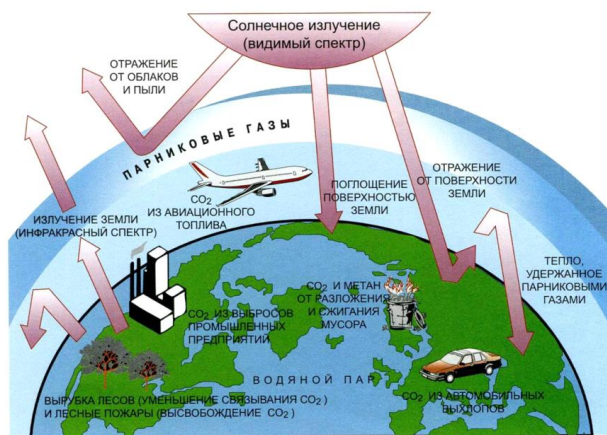 Солнечное излучение
(видимый спектр)
ОТРАЖЕНИЕ
ОТ ОБЛАКОВ
И ПЫЛИ
ПАРНИКОВЫЕ ГАЗЫ
CO2
ИЗ АВИАЦИОННОГО
ТОПЛИВА
ПОГЛОЩЕНИЕ
ПОВЕРХНОСТЬЮ
ЗЕМЛИ
ОТРАЖЕНИЕ
ОТ ПОВЕРХНОСТИ
ЗЕМЛИ
ИЗЛУЧЕНИЕ ЗЕМЛИ
(ИНФРАКРАСНЫЙ СПЕКТР)
ТЕПЛО,
УДЕРЖАННОЕ
ПАРНИКОВЫМИ
ГАЗАМИ
CO2 ИЗ ВЫБРОСОВ
ПРОМЫШЛЕННЫХ
ПРЕДПРИЯТИЙ
CO2 И МЕТАН
ОТ РАЗЛОЖЕНИЯ
И СЖИГАНИЯ
МУСОРА
ВОДЯНОЙ ПАР
ВЫРУБКА ЛЕСОВ (УМЕНЬШЕНИЕ СВЯЗЫВАНИЯ CO2)
И ЛЕСНЫЕ ПОЖАРЫ (ВЫСВОБОЖДЕНИЕ CO2)
CO2 ИЗ АВТОМОБИЛЬНЫХ
ВЫХЛОПОВ